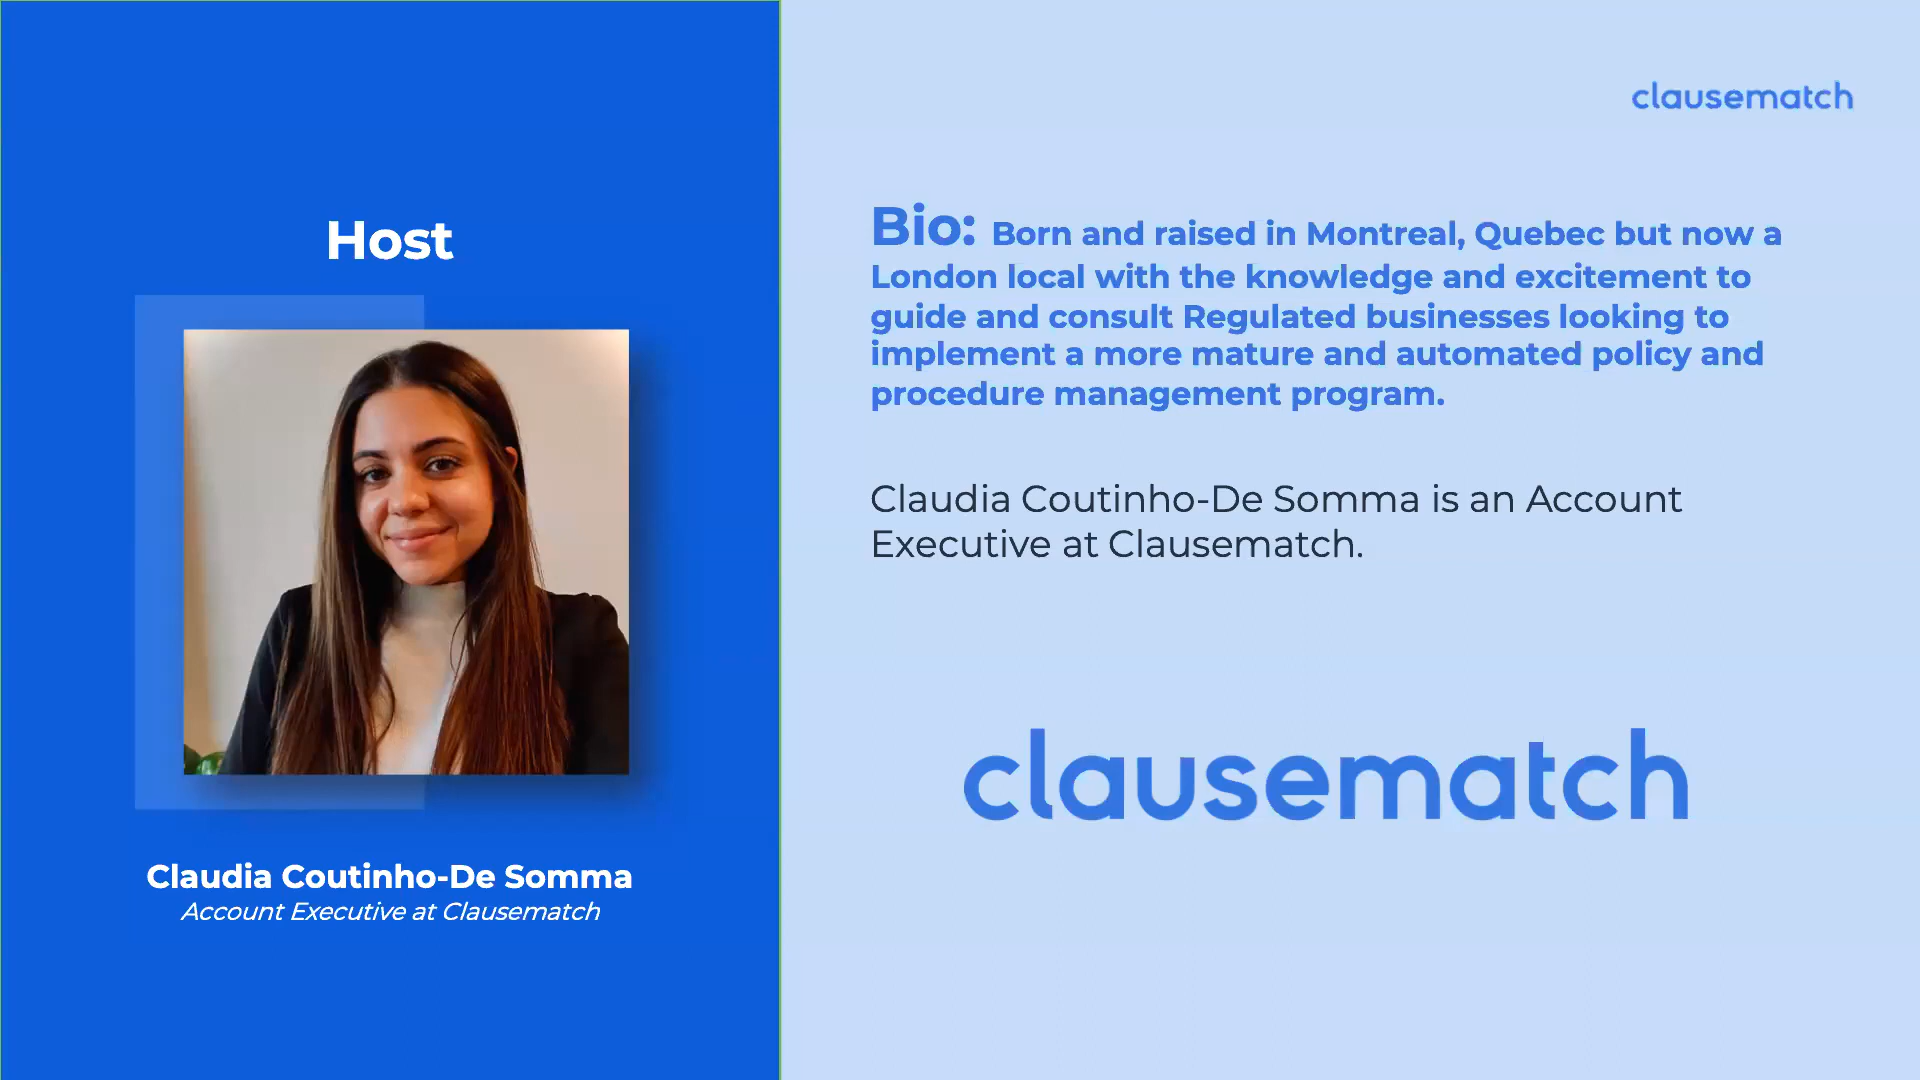 Host
Claudia Coutinho-De Somma
Account Executive at Clausematch
clausematch
Bio: Born and raised in Montreal, Quebec but now a
London local with the knowledge and excitement to
guide and consult Regulated businesses looking to
implement a more mature and automated policy and
procedure management program.
Claudia Coutinho-De Somma is an Account
Executive at Clausematch.
clausematch